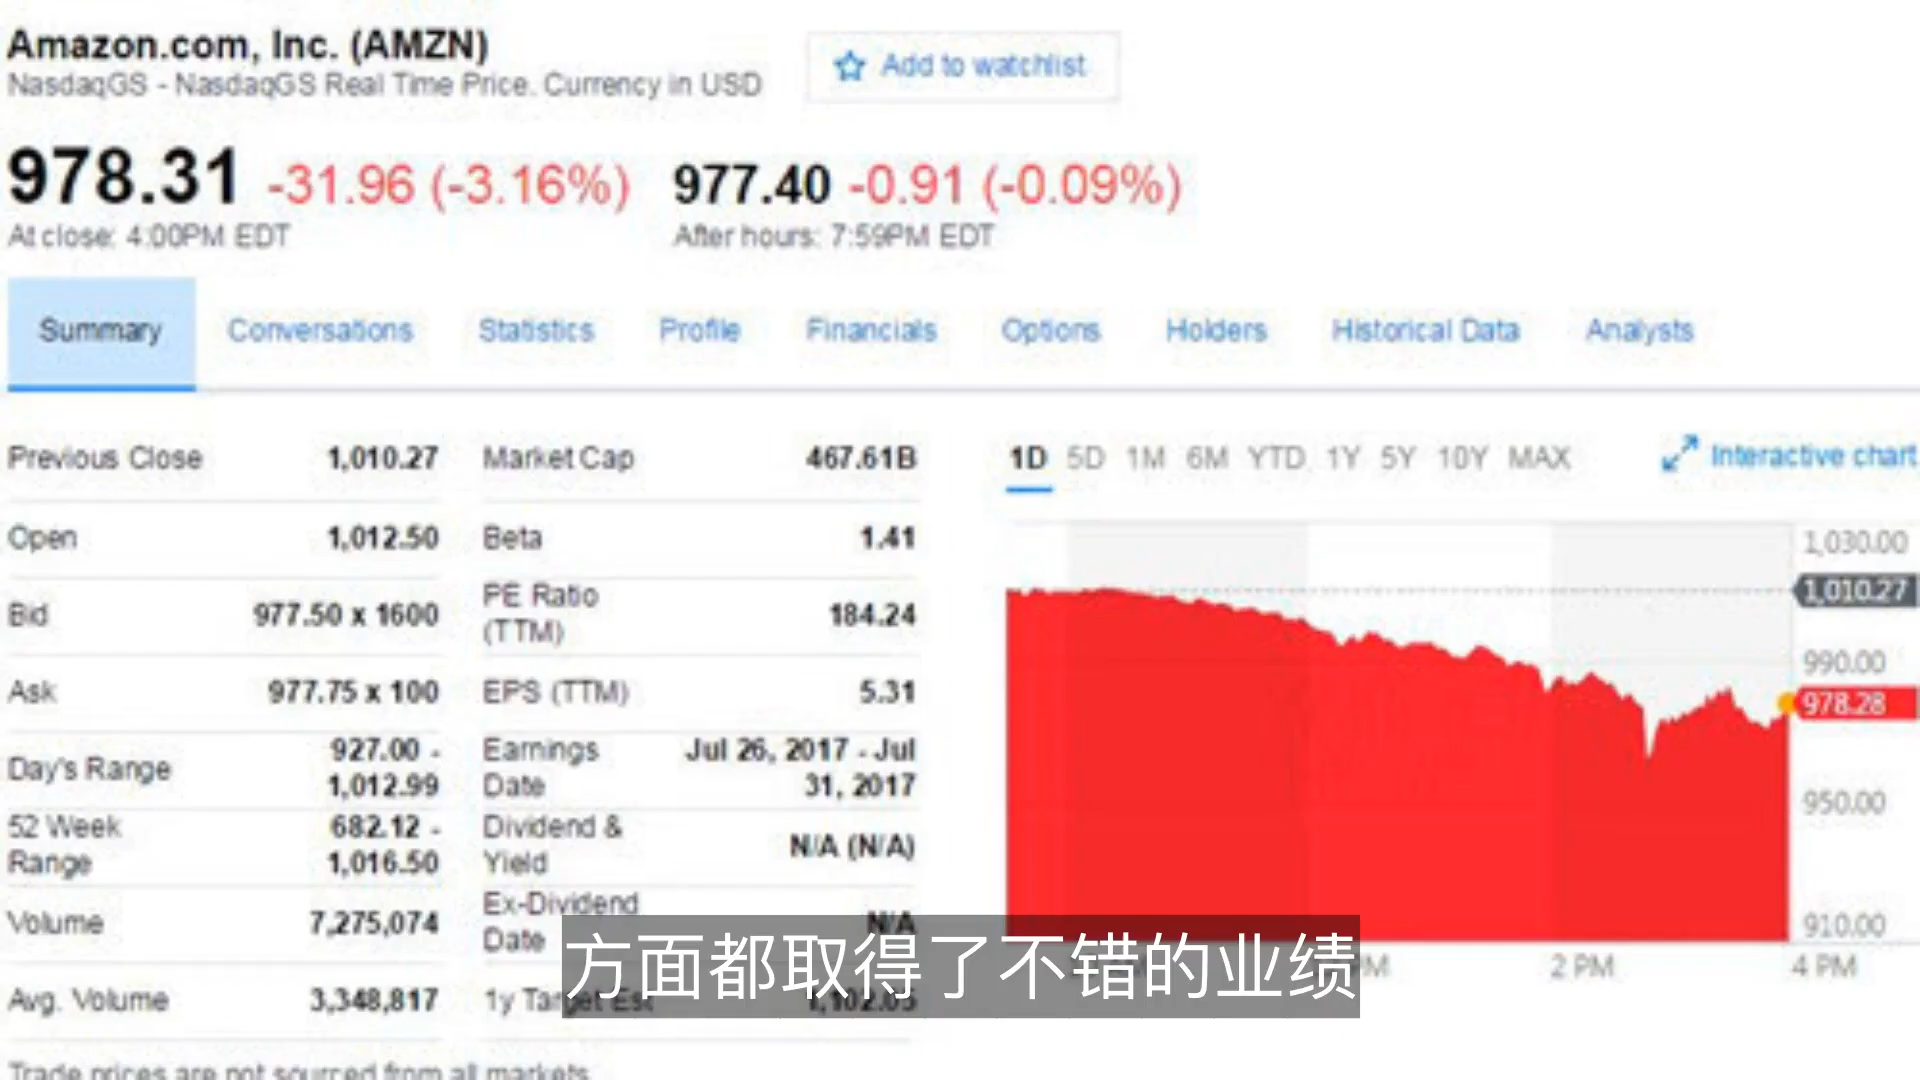 Amazon.com, Inc. (AMZN)
NasdaqGS - NasdaqGS Real Time Price. Currency in USD
Add to watchlist
978.31 -31.96 (-3.16%)
At close: 4:00PM EDT
977.40 -0.91 (-0.09%)
After hours: 7:59PM EDT
Summary Conversations Statistics Profile Financials Options Holders Historical Data Analysts
Previous Close 1,010.27
Open 1,012.50
Bid 977.50 x 1600
Ask 977.75 x 100
Day's Range 927.00 -
1,012.99
52 Week 682.12 -
Range 1,016.50
Volume 7,275,074
Avg. Volume 3,348,817
Market Cap 467.61B
Beta 1.41
PE Ratio
(TTM) 184.24
EPS (TTM) 5.31
Earnings Jul 26, 2017 - Jul
Date 31, 2017
Dividend &
Yield N/A (N/A)
Ex-Dividend
Date N/A
1y Target Est 1,102.05
1D 5D 1M 6M YTD 1Y 5Y 10Y MAX
Interactive chart
1,030.00
1,010.27
990.00
978.28
950.00
910.00
2 PM 4 PM
方面都取得了不错的业绩
Trade prices are not sourced from all markets